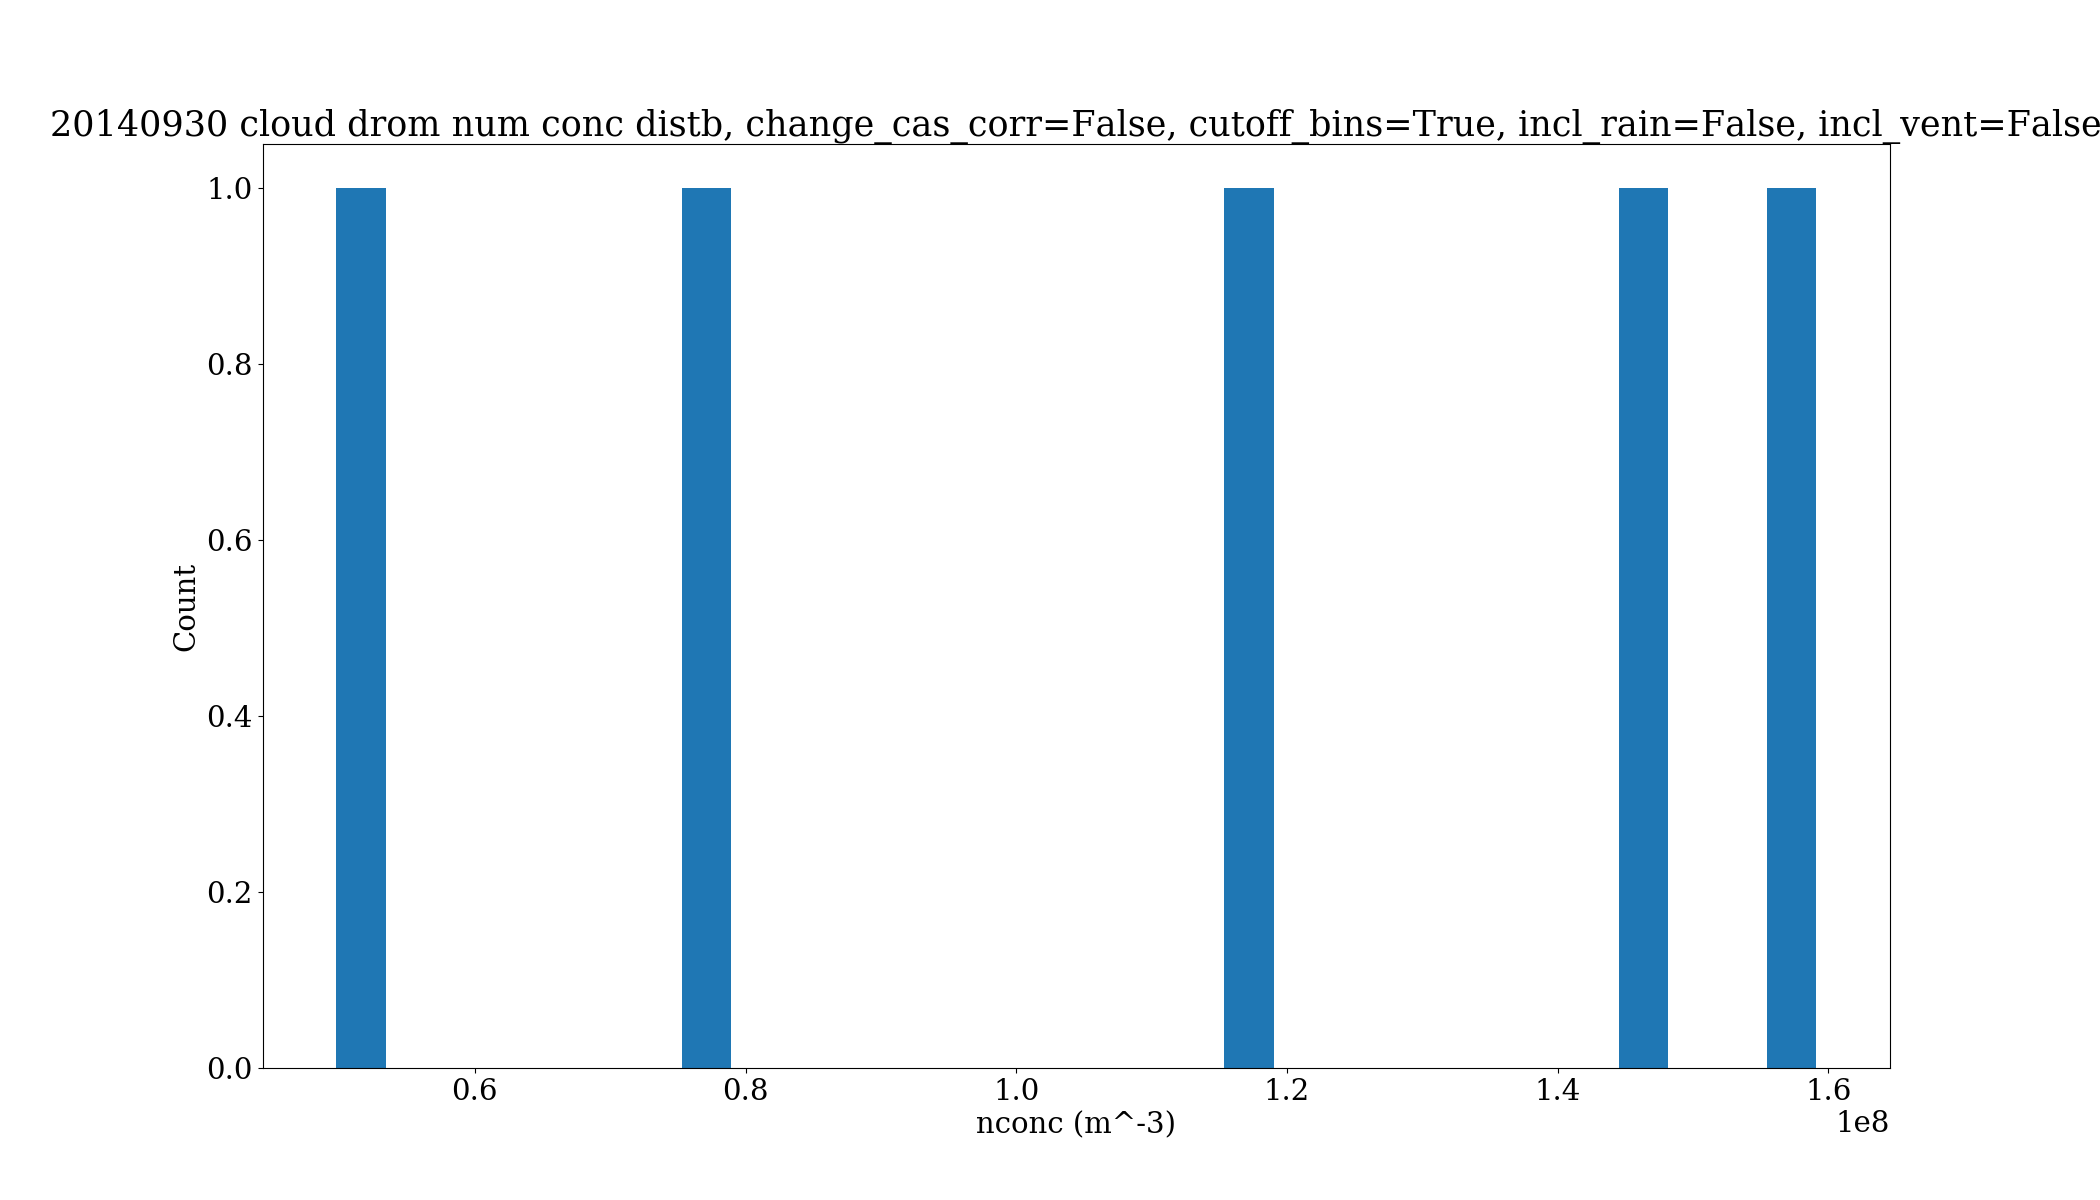 20140930 cloud drom num conc distb, change_cas_corr=False, cutoff_bins=True, incl_rain=False, incl_vent=False
1.0
0.8
0.6
0.4
0.2
0.0
Count
0.6 0.8 1.0 1.2 1.4 1.6
1e8
nconc (m^-3)